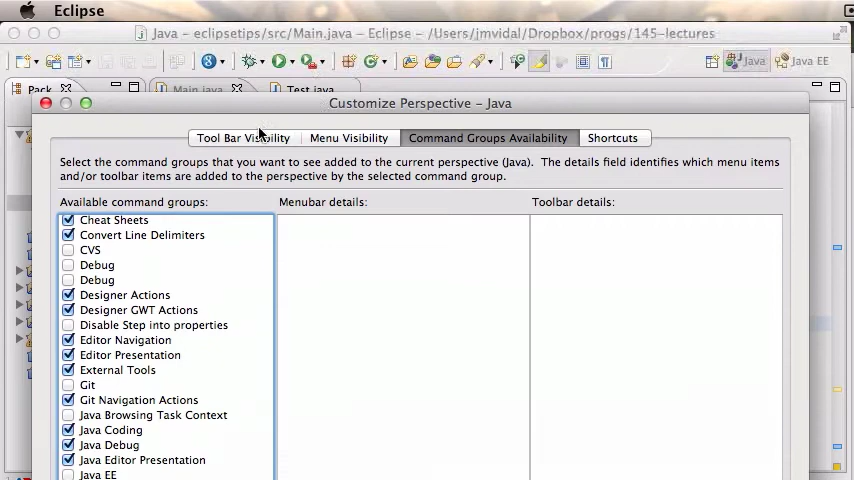 Eclipse
Java – eclipsetips/src/Main.java – Eclipse – /Users/jmvidal/Dropbox/progs/145-lectures
Java
Java EE
Pack
Main.java
Test.java
Customize Perspective – Java
Tool Bar Visibility
Menu Visibility
Command Groups Availability
Shortcuts
Select the command groups that you want to see added to the current perspective (Java). The details field identifies which menu items
and/or toolbar items are added to the perspective by the selected command group.
Available command groups:
Menubar details:
Toolbar details:
Cheat Sheets
Convert Line Delimiters
CVS
Debug
Debug
Designer Actions
Designer GWT Actions
Disable Step into properties
Editor Navigation
Editor Presentation
External Tools
Git
Git Navigation Actions
Java Browsing Task Context
Java Coding
Java Debug
Java Editor Presentation
Java EE